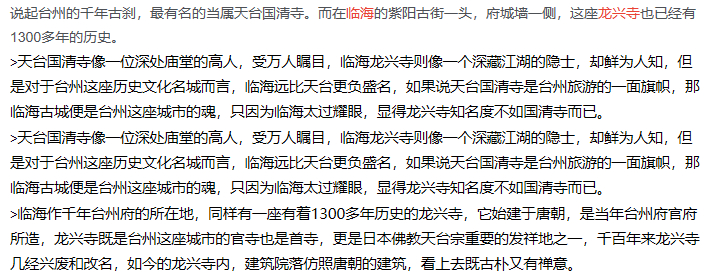 说起台州的千年古刹，最有名的当属天台国清寺。而在临海的紫阳古街一头，府城墙一侧，这座龙兴寺也已经有
1300多年的历史。
>天台国清寺像一位深处庙堂的高人，受万人瞩目，临海龙兴寺则像一个深藏江湖的隐士，却鲜为人知，但
是对于台州这座历史文化名城而言，临海远比天台更负盛名，如果说天台国清寺是台州旅游的一面旗帜，那
临海古城便是台州这座城市的魂，只因为临海太过耀眼，显得龙兴寺知名度不如国清寺而已。
>天台国清寺像一位深处庙堂的高人，受万人瞩目，临海龙兴寺则像一个深藏江湖的隐士，却鲜为人知，但
是对于台州这座历史文化名城而言，临海远比天台更负盛名，如果说天台国清寺是台州旅游的一面旗帜，那
临海古城便是台州这座城市的魂，只因为临海太过耀眼，显得龙兴寺知名度不如国清寺而已。
>临海作千年台州府的所在地，同样有一座有着1300多年历史的龙兴寺，它始建于唐朝，是当年台州府官府
所造，龙兴寺既是台州这座城市的官寺也是首寺，更是日本佛教天台宗重要的发祥地之一，千百年来龙兴寺
几经兴废和改名，如今的龙兴寺内，建筑院落仿照唐朝的建筑，看上去既古朴又有禅意。